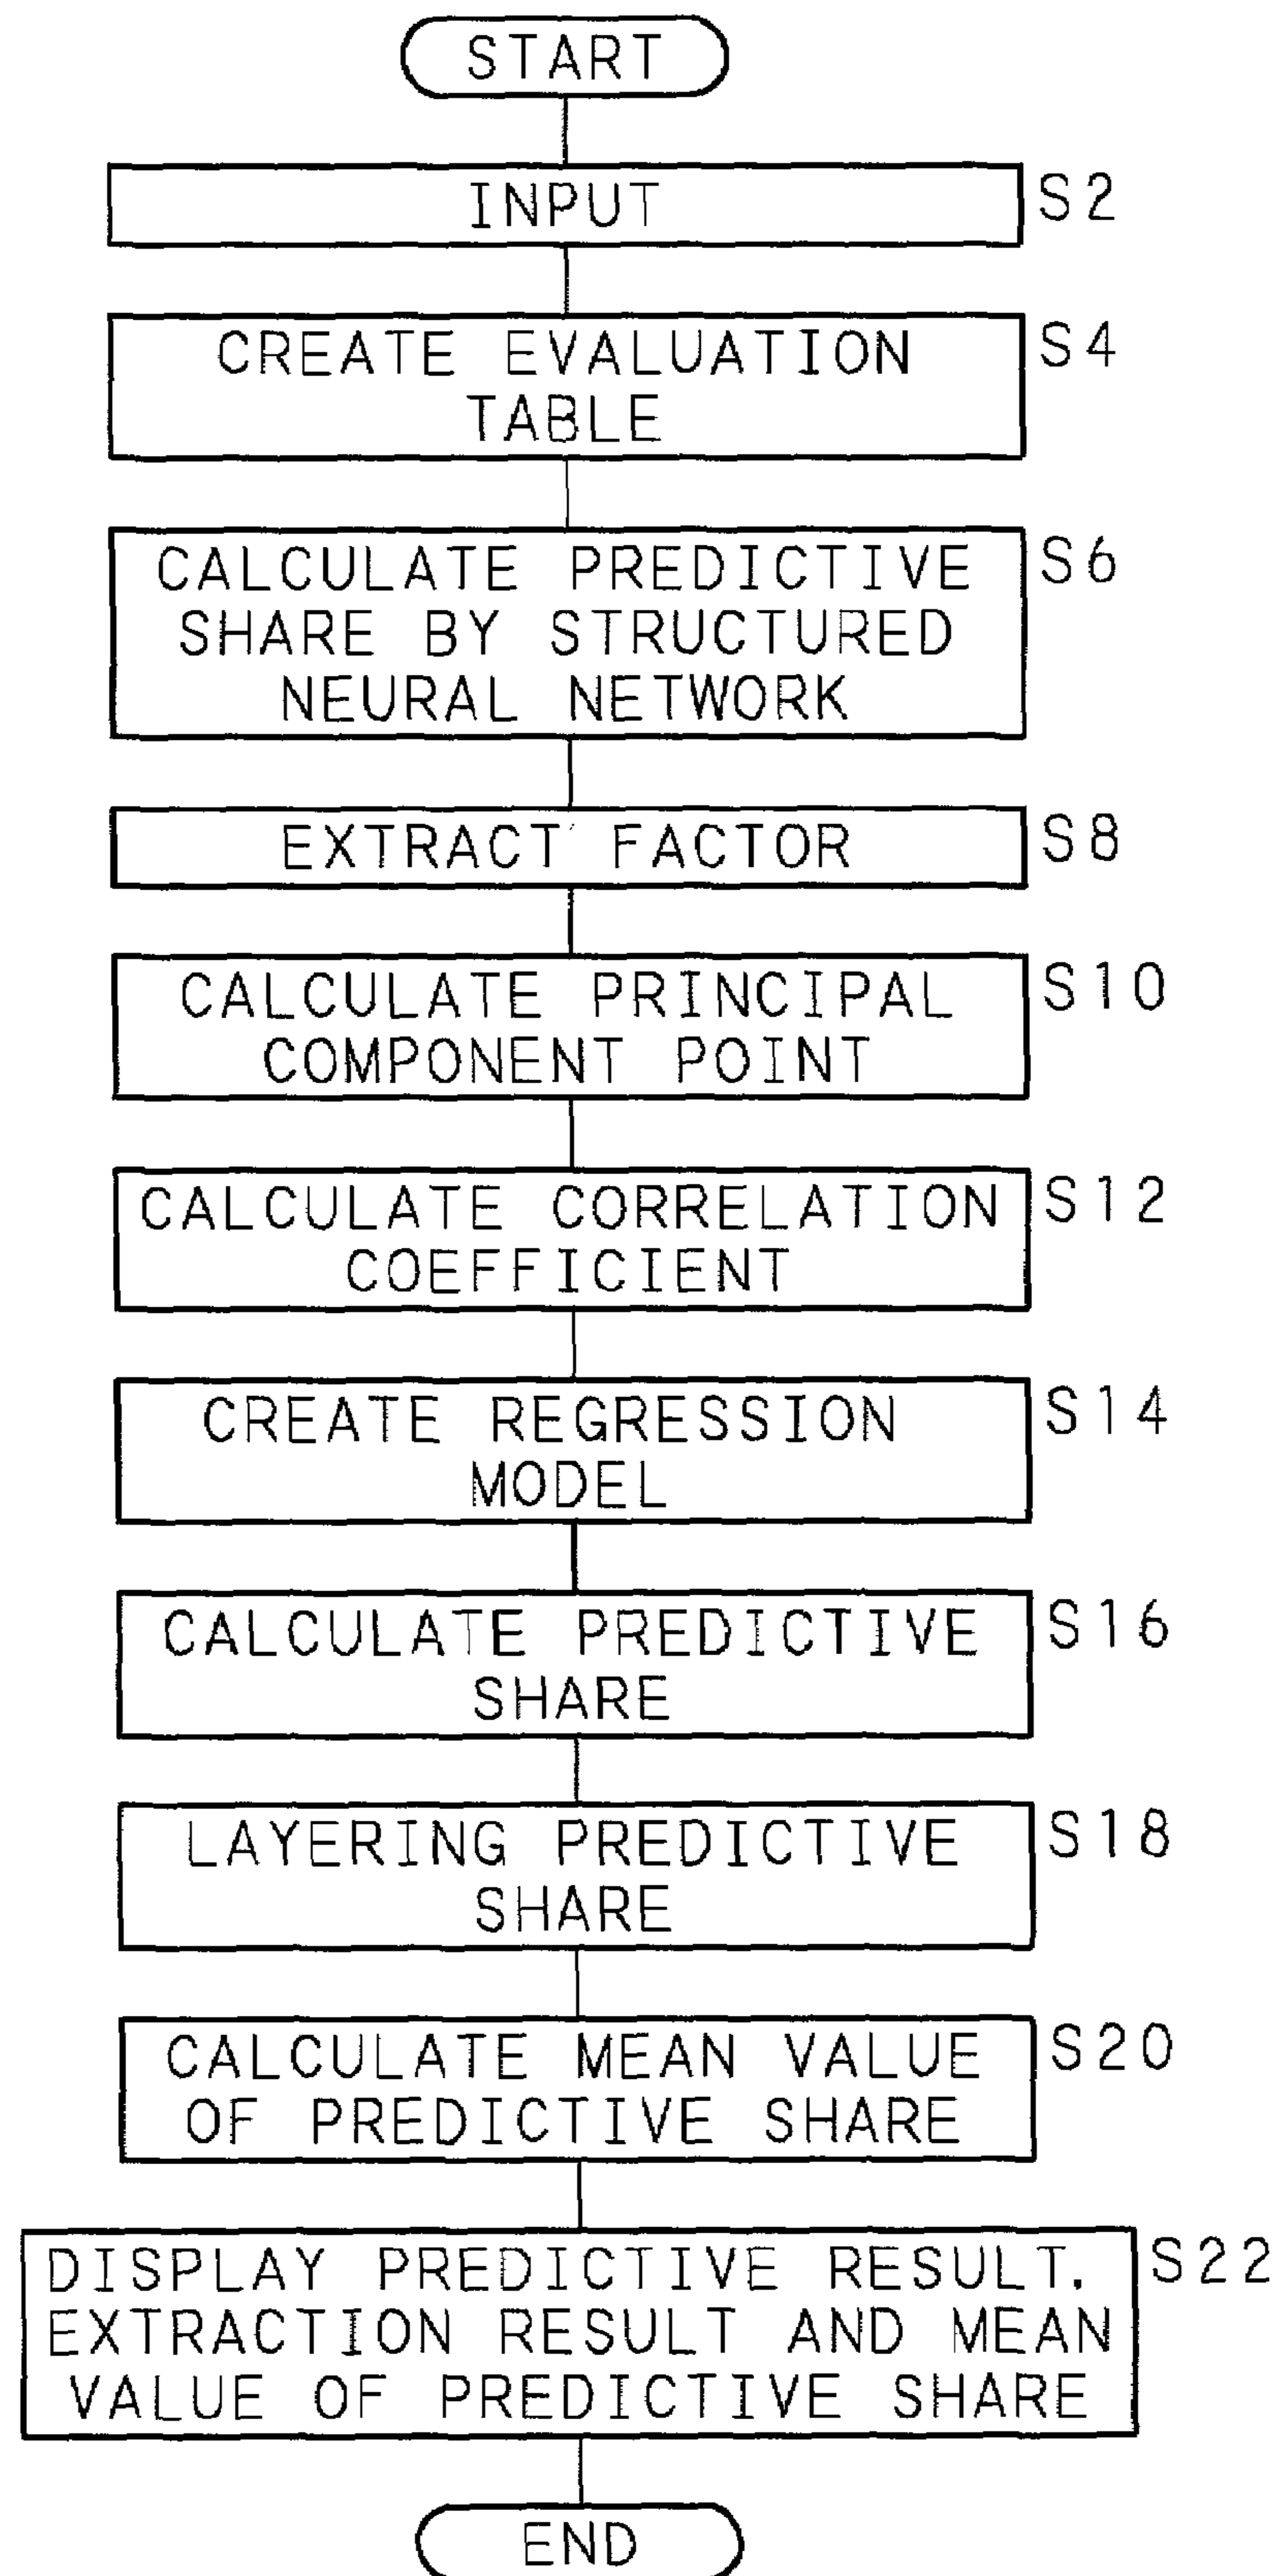 START
INPUT
S2
CREATE EVALUATION
TABLE
S4
CALCULATE PREDICTIVE
SHARE BY STRUCTURED
NEURAL NETWORK
S6
EXTRACT FACTOR
S8
CALCULATE PRINCIPAL
COMPONENT POINT
S10
CALCULATE CORRELATION
COEFFICIENT
S12
CREATE REGRESSION
MODEL
S14
CALCULATE PREDICTIVE
SHARE
S16
LAYERING PREDICTIVE
SHARE
S18
CALCULATE MEAN VALUE
OF PREDICTIVE SHARE
S20
DISPLAY PREDICTIVE RESULT.
EXTRACTION RESULT AND MEAN
VALUE OF PREDICTIVE SHARE
S22
END